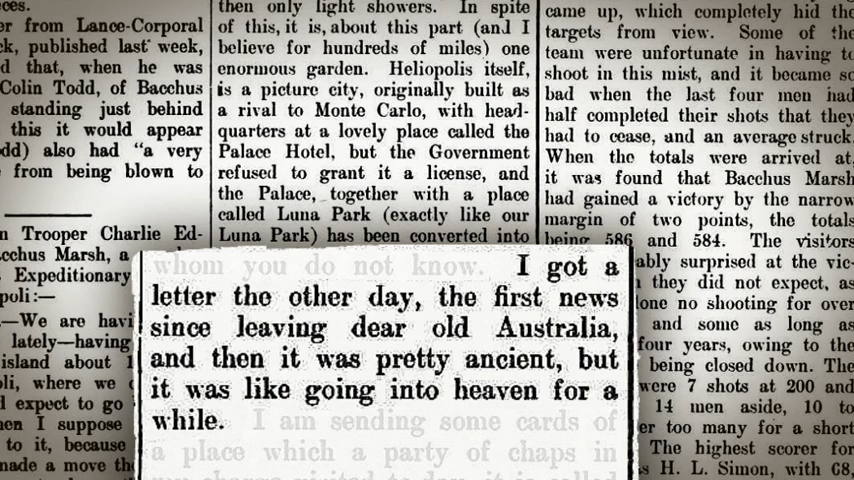 er from Lance-Corporal
ck, published last week,
d that, when he was
Colin Todd, of Bacchus
standing just behind
this it would appear
dd) also had "a very
from being blown to
n Trooper Charlie Ed-
cchus Marsh, a
Expeditionary
poli:—
—We are havi
lately—having
island about 1
li, where we
l expect to go
en I suppose
to it, because
made a move th
then only light showers. In spite
of this, it is, about this part (and I
believe for hundreds of miles) one
enormous garden. Heliopolis itself,
is a picture city, originally built as
a rival to Monte Carlo, with head-
quarters at a lovely place called the
Palace Hotel, but the Government
refused to grant it a license, and
the Palace, together with a place
called Luna Park (exactly like our
Luna Park) has been converted into
whom you do not know. I got a
letter the other day, the first news
since leaving dear old Australia,
and then it was pretty ancient, but
it was like going into heaven for a
while. I am sending some cards of
a place which a party of chaps in
came up, which completely hid the
targets from view. Some of the
team were unfortunate in having to
shoot in this mist, and it became so
bad when the last four men had
half completed their shots that they
had to cease, and an average struck.
When the totals were arrived at,
it was found that Bacchus Marsh
had gained a victory by the narrow
margin of two points, the totals
being 586 and 584. The visitors
ably surprised at the vic-
they did not expect, as
one no shooting for over
and some as long as
four years, owing to the
being closed down. The
were 7 shots at 200 and
14 men aside, 10 to
er too many for a short
The highest scorer for
s H. L. Simon, with 68,